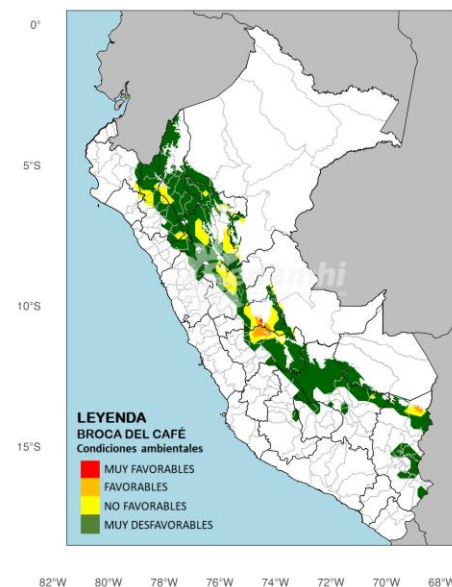 0°
5°S
10°S
15°S
LEYENDA
BROCA DEL CAFÉ
Condiciones ambientales
MUY FAVORABLES
FAVORABLES
NO FAVORABLES
MUY DESFAVORABLES
82°W 80°W 78°W 76°W 74°W 72°W 70°W